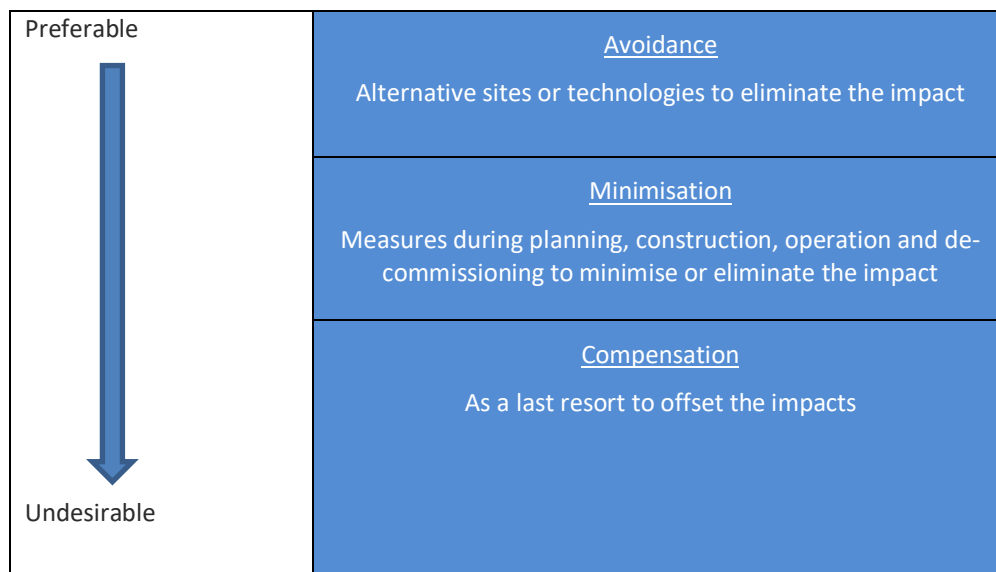 Preferable
Avoidance
Alternative sites or technologies to eliminate the impact
Minimisation
Measures during planning, construction, operation and de-
commissioning to minimise or eliminate the impact
Compensation
As a last resort to offset the impacts
Undesirable